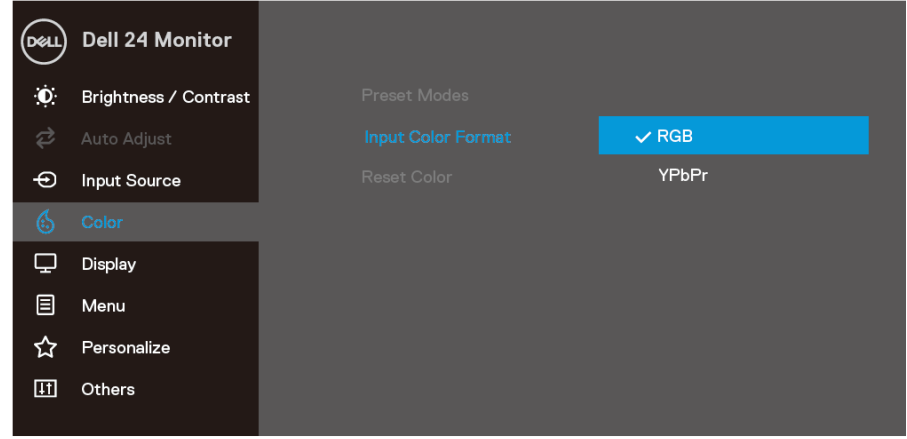 DELL Dell 24 Monitor
Brightness / Contrast
Auto Adjust
Input Source
Color
Display
Menu
Personalize
Others
Preset Modes
Input Color Format
RGB
YPbPr
Reset Color